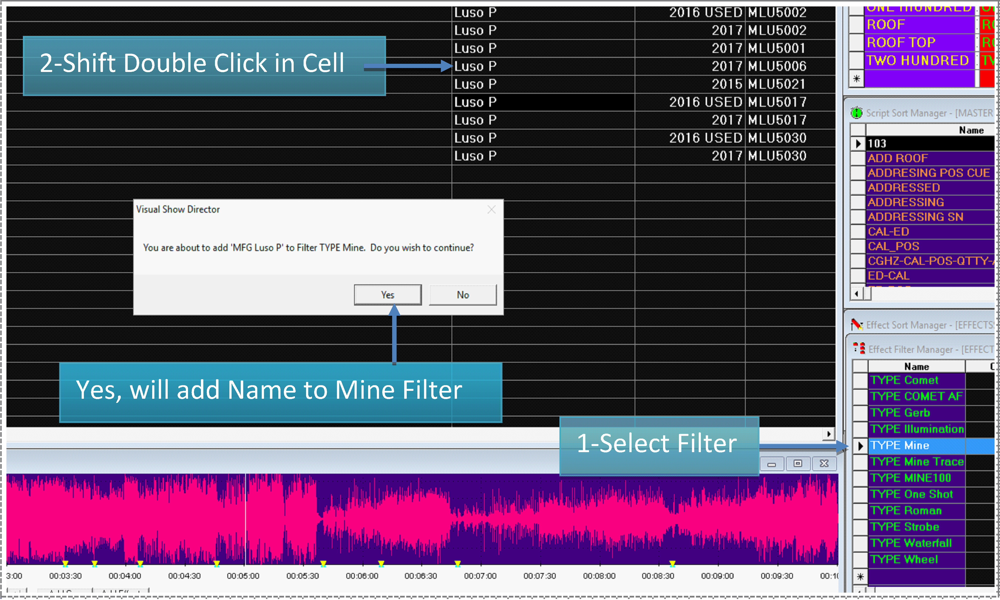 Luso P 2016 USED MLU5002
Luso P 2017 MLU5002
Luso P 2017 MLU5001
Luso P 2017 MLU5006
Luso P 2015 MLU5021
Luso P 2016 USED MLU5017
Luso P 2017 MLU5017
Luso P 2016 USED MLU5030
Luso P 2017 MLU5030
2-Shift Double Click in Cell
Visual Show Director
You are about to add 'MFG Luso P' to Filter TYPE Mine. Do you wish to continue?
Yes No
Yes, will add Name to Mine Filter
1-Select Filter
ROOF
ROOF TOP
TWO HUNDRED
Script Sort Manager - [MASTER
Name
103
ADD ROOF
ADDRESING POS CUE
ADDRESSED
ADDRESSING
ADDRESSING SN
CAL-ED
CAL_POS
CGHZ-CAL-POS-QTTY-
ED-CAL
Effect Sort Manager - [EFFECTS
Effect Filter Manager - [EFFECT
Name
TYPE Comet
TYPE COMET AF
TYPE Gerb
TYPE Illumination
TYPE Mine
TYPE Mine Trace
TYPE MINE100
TYPE One Shot
TYPE Roman
TYPE Strobe
TYPE Waterfall
TYPE Wheel
3:00 00:03:30 00:04:00 00:04:30 00:05:00 00:05:30 00:06:00 00:06:30 00:07:00 00:07:30 00:08:00 00:08:30 00:09:00 00:09:30 00:10